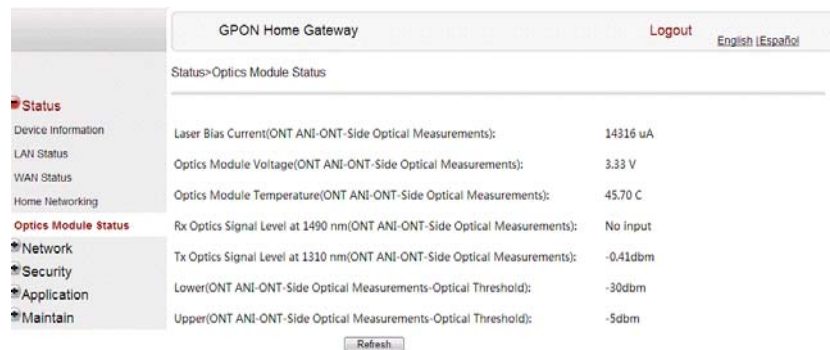 GPON Home Gateway
Logout
English |Español
Status>Optics Module Status
Status
Device Information
LAN Status
WAN Status
Home Networking
Optics Module Status
Network
Security
Application
Maintain
Laser Bias Current(ONT ANI-ONT-Side Optical Measurements): 14316 uA
Optics Module Voltage(ONT ANI-ONT-Side Optical Measurements): 3.33 V
Optics Module Temperature(ONT ANI-ONT-Side Optical Measurements): 45.70 C
Rx Optics Signal Level at 1490 nm(ONT ANI-ONT-Side Optical Measurements): No input
Tx Optics Signal Level at 1310 nm(ONT ANI-ONT-Side Optical Measurements): -0.41dbm
Lower(ONT ANI-ONT-Side Optical Measurements-Optical Threshold): -30dbm
Upper(ONT ANI-ONT-Side Optical Measurements-Optical Threshold): -5dbm
Refresh